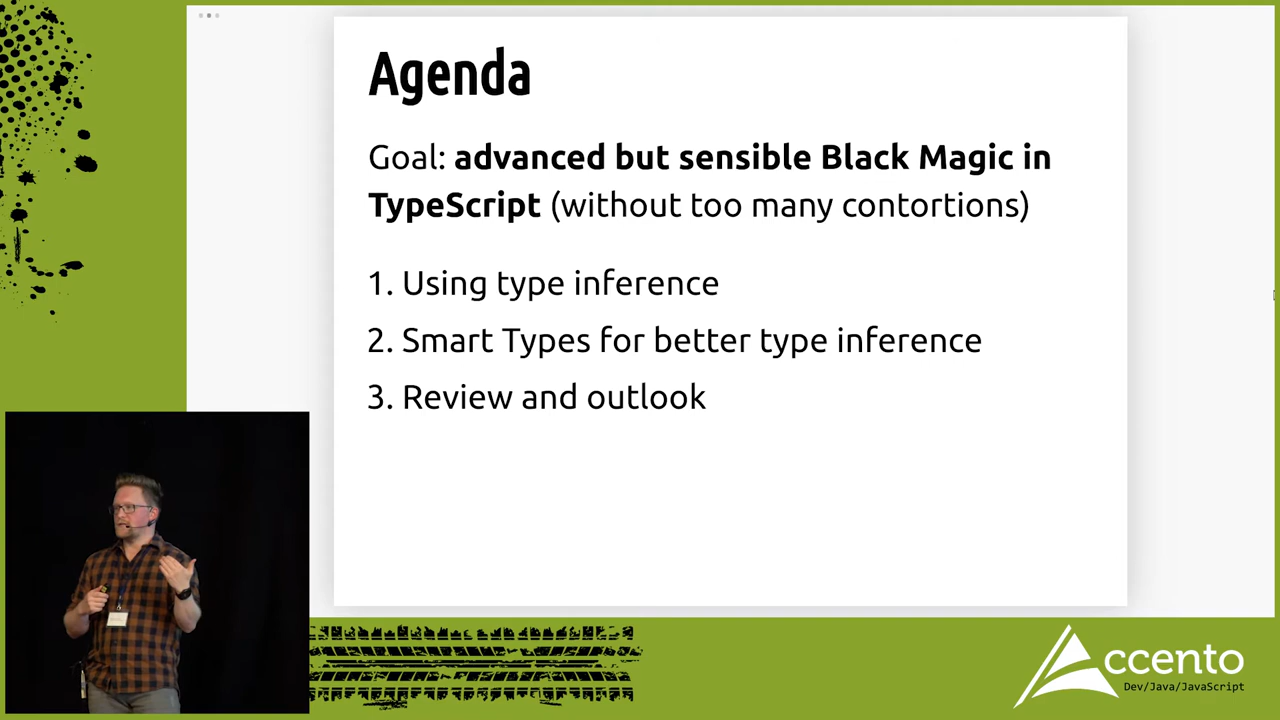 Agenda
Goal: advanced but sensible Black Magic in
TypeScript (without too many contortions)
1. Using type inference
2. Smart Types for better type inference
3. Review and outlook
Accento
Dev/Java/JavaScript